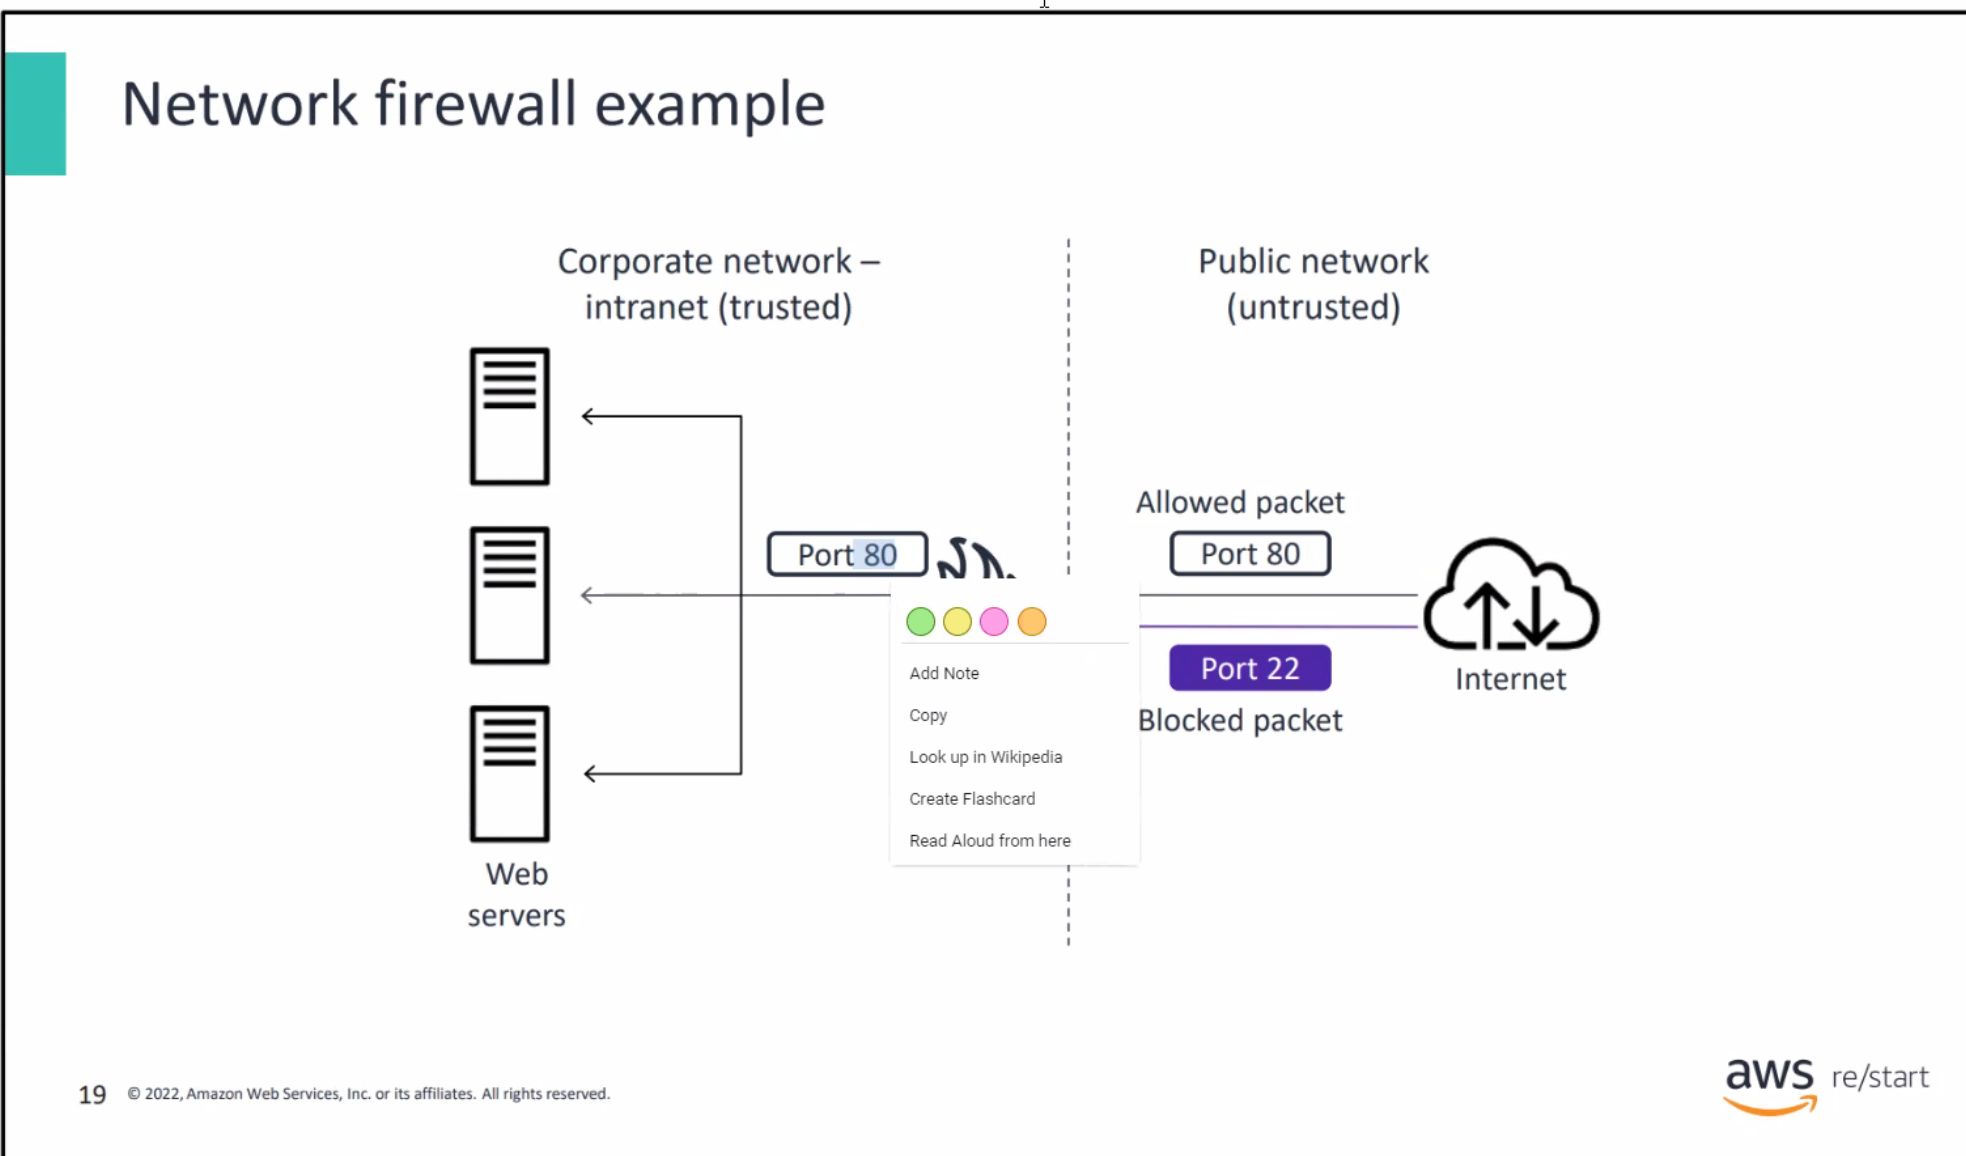 Network firewall example
Corporate network –
intranet (trusted)
Public network
(untrusted)
Allowed packet
Port 80
Port 80
Port 22
Blocked packet
Internet
Add Note
Copy
Look up in Wikipedia
Create Flashcard
Read Aloud from here
Web
servers
19
© 2022, Amazon Web Services, Inc. or its affiliates. All rights reserved.
aws re/start